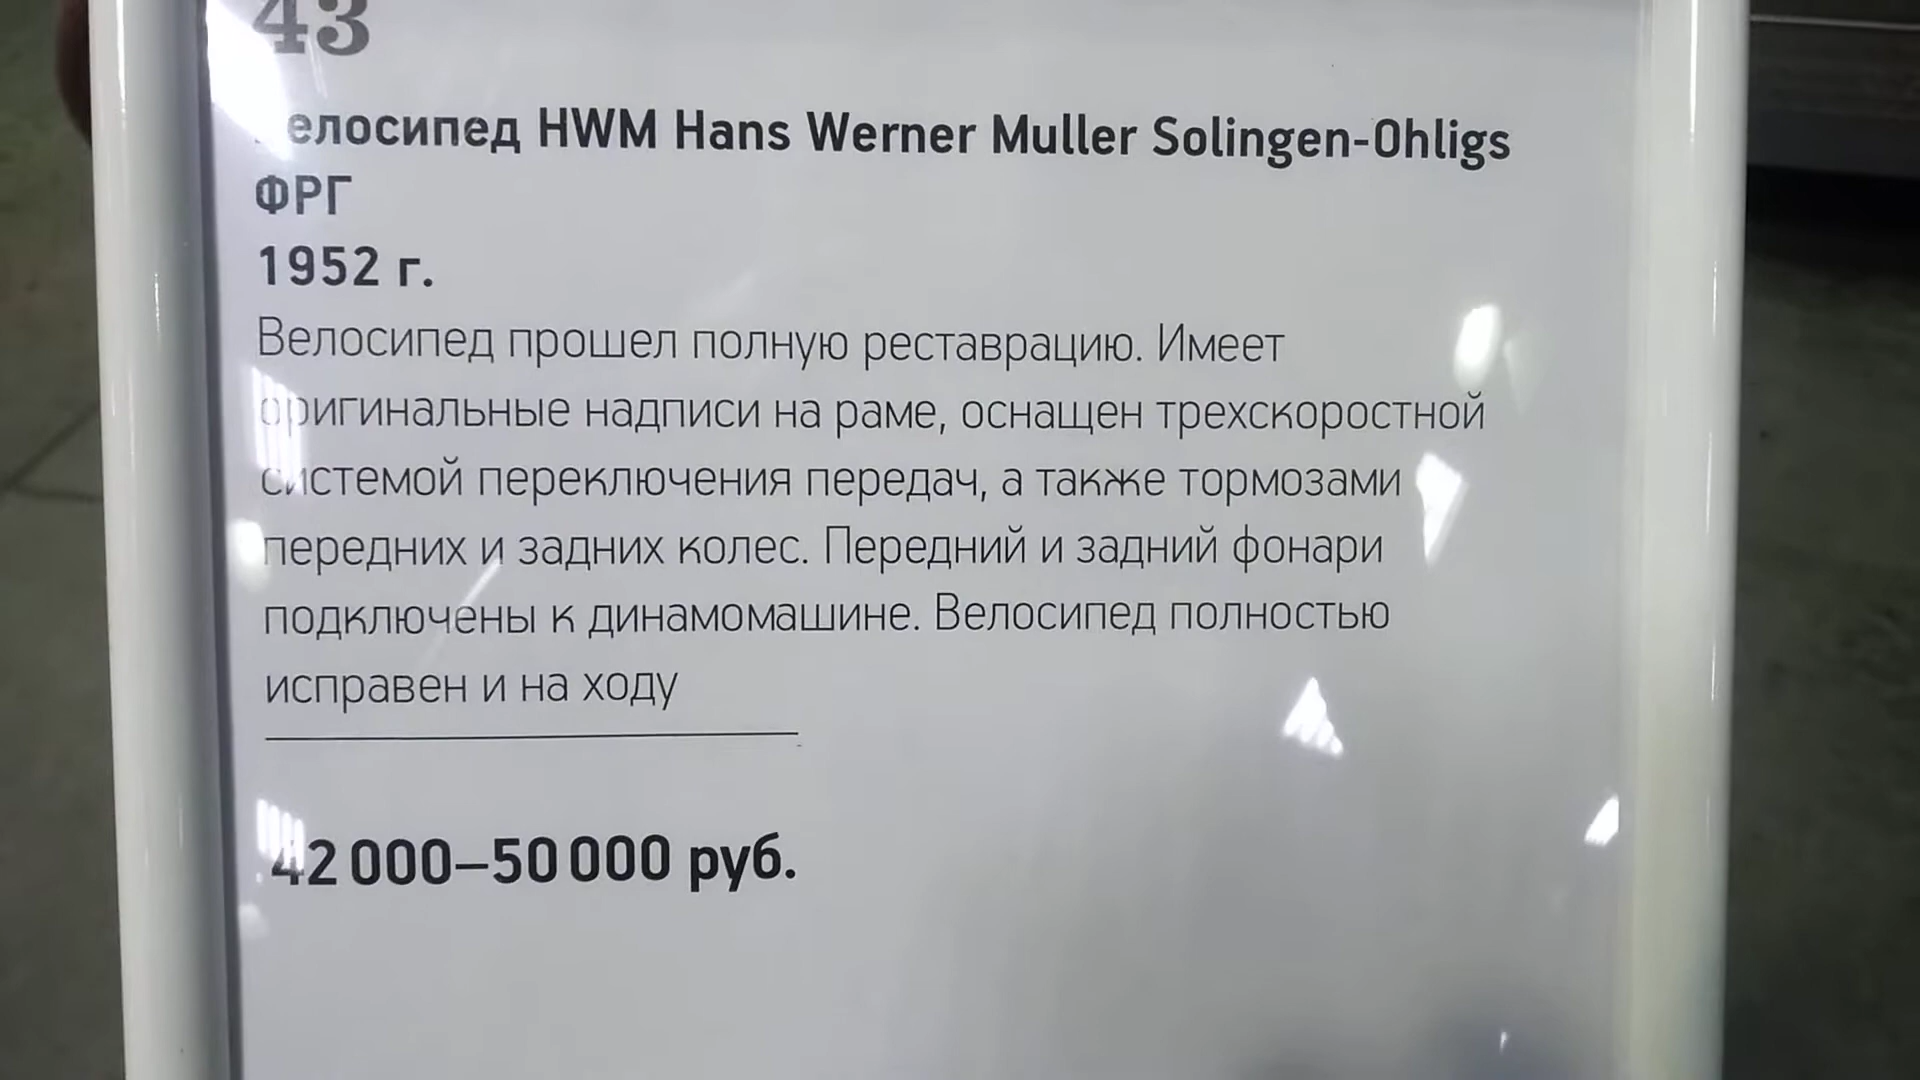 43
Велосипед HWM Hans Werner Muller Solingen-Ohligs
ФРГ
1952 г.
Велосипед прошел полную реставрацию. Имеет
оригинальные надписи на раме, оснащен трехскоростной
системой переключения передач, а также тормозами
передних и задних колес. Передний и задний фонари
подключены к динамомашине. Велосипед полностью
исправен и на ходу
42 000–50 000 руб.